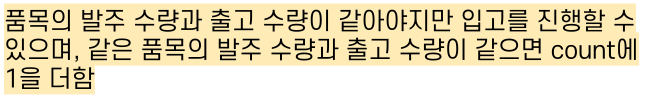 품목의 발주 수량과 출고 수량이 같아야지만 입고를 진행할 수
있으며, 같은 품목의 발주 수량과 출고 수량이 같으면 count에
1을 더함